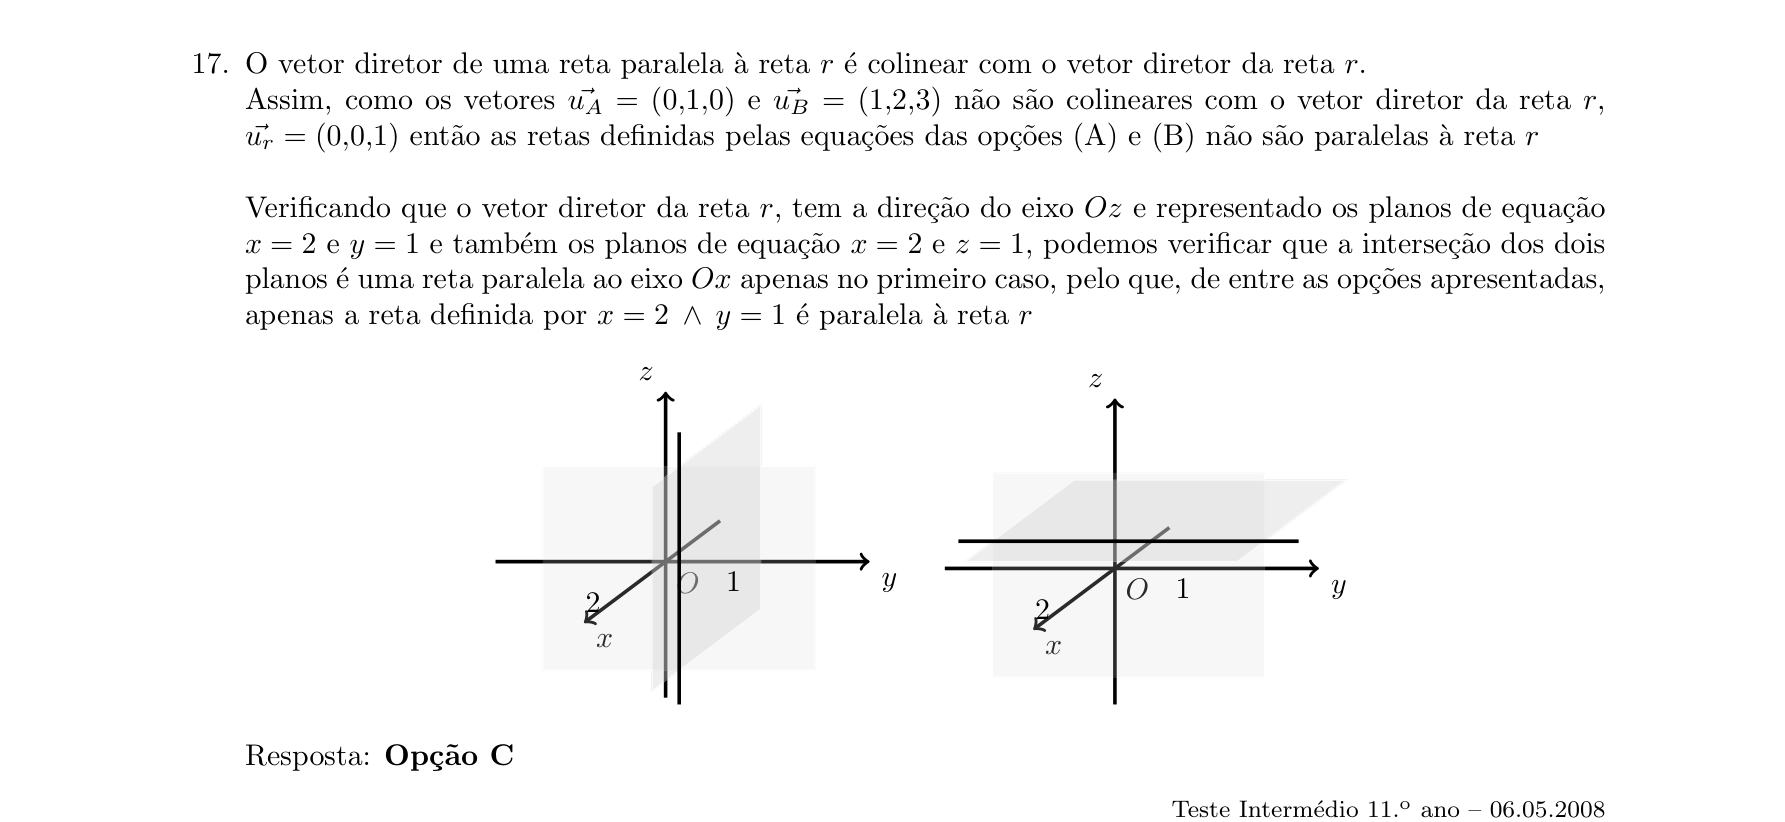 17. O vetor diretor de uma reta paralela à reta r é colinear com o vetor diretor da reta r.
Assim, como os vetores $\vec{u_A}$ = (0,1,0) e $\vec{u_B}$ = (1,2,3) não são colineares com o vetor diretor da reta r,
$\vec{u_r}$ = (0,0,1) então as retas definidas pelas equações das opções (A) e (B) não são paralelas à reta r
Verificando que o vetor diretor da reta r, tem a direção do eixo Oz e representado os planos de equação
x = 2 e y = 1 e também os planos de equação x = 2 e z = 1, podemos verificar que a interseção dos dois
planos é uma reta paralela ao eixo Ox apenas no primeiro caso, pelo que, de entre as opções apresentadas,
apenas a reta definida por x = 2 ∧ y = 1 é paralela à reta r
z
O
1
y
2
x
z
O
1
y
2
x
Resposta: Opção C
Teste Intermédio 11.º ano – 06.05.2008